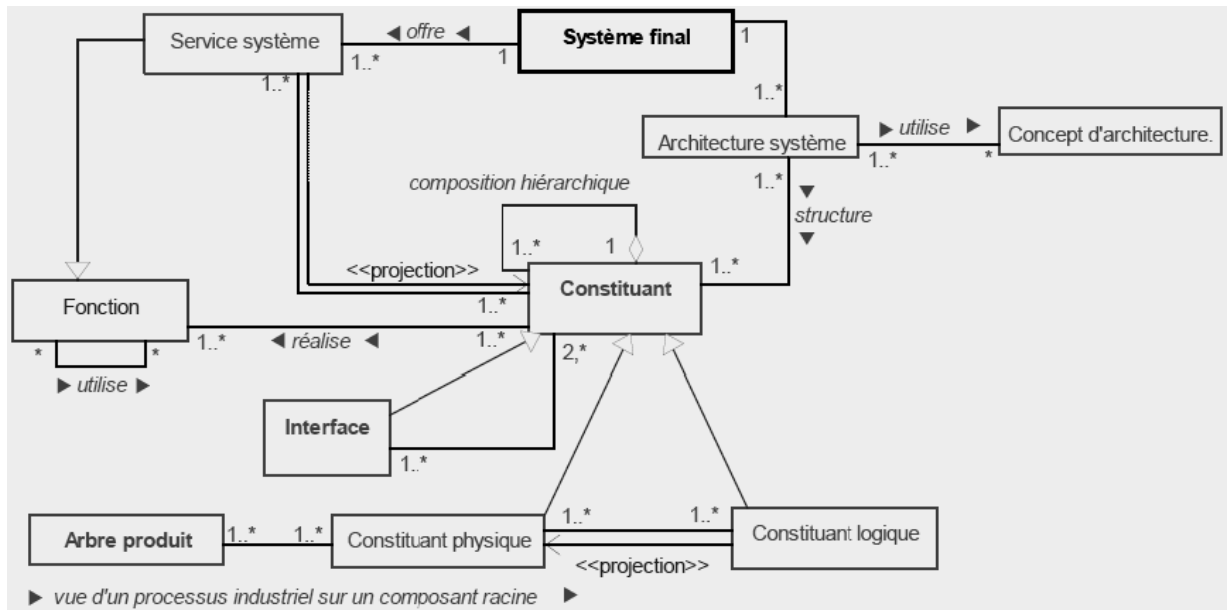 Service système
◄ offre ◄
Système final
1..*
1
1
1..*
1..*
Architecture système
► utilise ►
Concept d'architecture.
1..*
*
1..*
▼
structure
▼
composition hiérarchique
1..*
1
<<projection>>
Constituant
1..*
1..*
Fonction
1..*
◄ réalise ◄
1..*
2,*
*
*
► utilise ►
Interface
1..*
Arbre produit
1..*
1..*
Constituant physique
1..*
1..*
Constituant logique
<<projection>>
► vue d'un processus industriel sur un composant racine ►